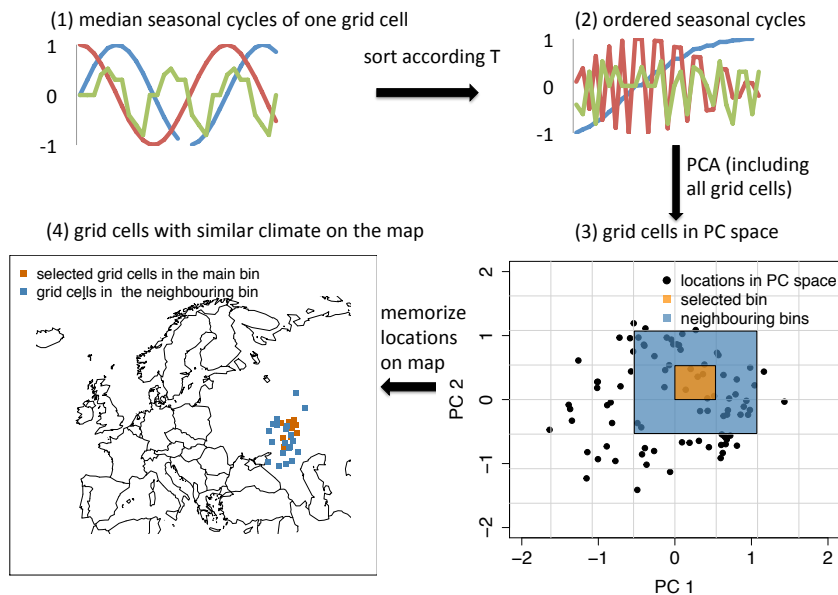 (1) median seasonal cycles of one grid cell
1
0
-1
sort according T
(2) ordered seasonal cycles
1
0
-1
PCA (including
all grid cells)
(4) grid cells with similar climate on the map
selected grid cells in the main bin
grid cells in the neighbouring bin
memorize
locations
on map
(3) grid cells in PC space
locations in PC space
selected bin
neighbouring bins
PC 2
2
1
0
−1
−2
−2 −1 0 1 2
PC 1